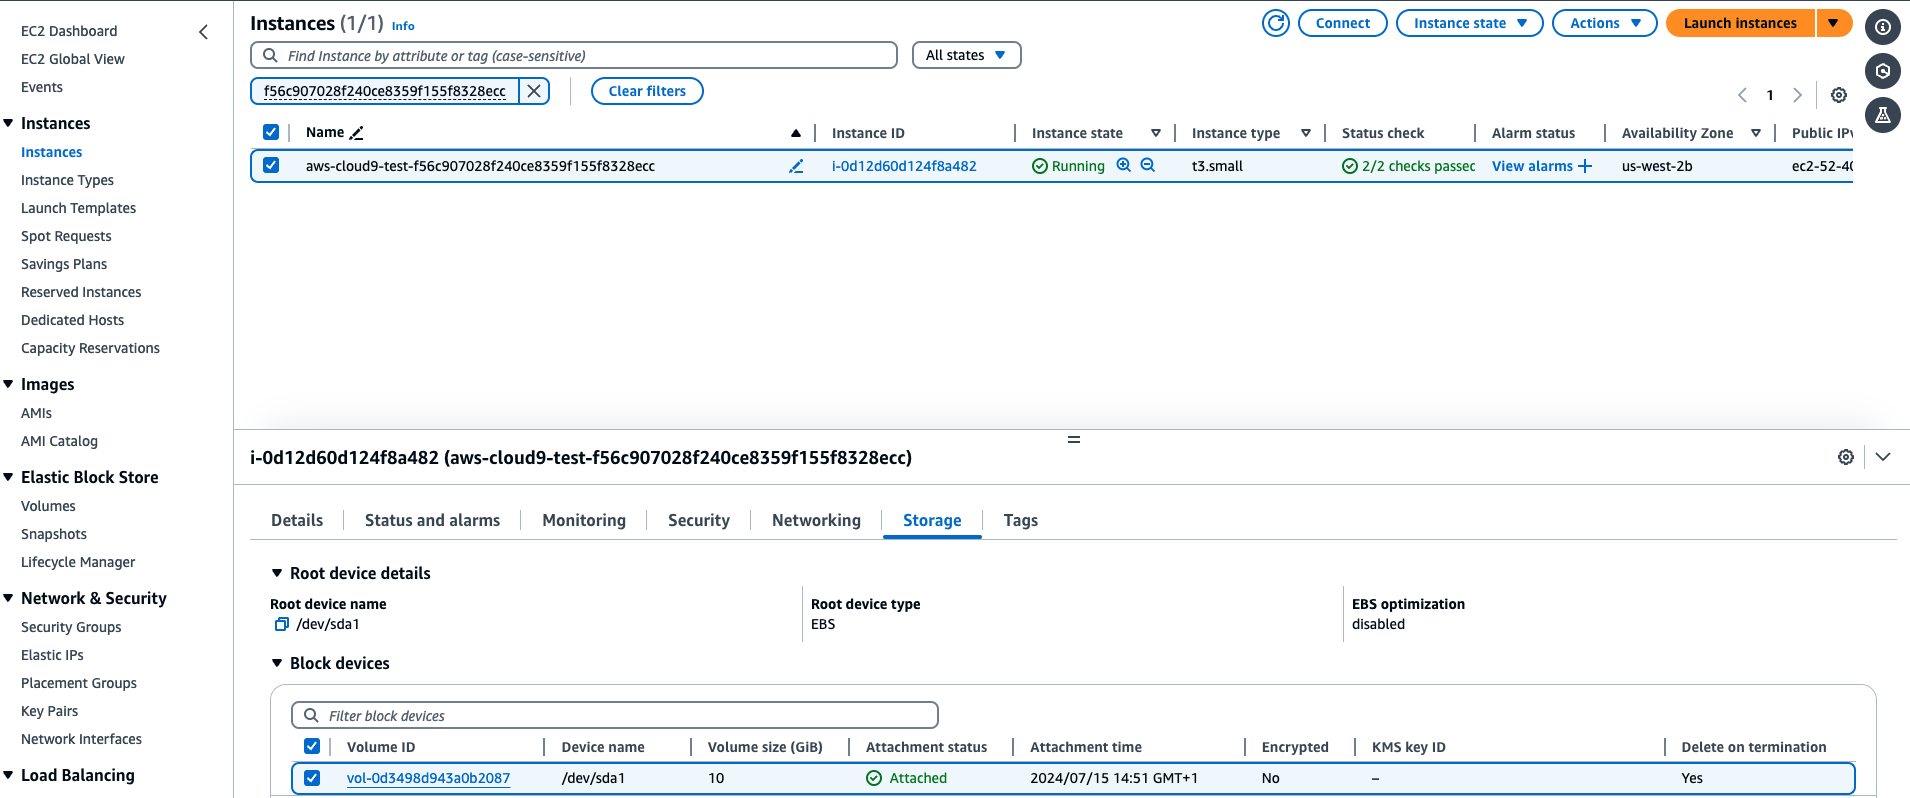 EC2 Dashboard
EC2 Global View
Events
Instances
Instances
Instance Types
Launch Templates
Spot Requests
Savings Plans
Reserved Instances
Dedicated Hosts
Capacity Reservations
Images
AMIs
AMI Catalog
Elastic Block Store
Volumes
Snapshots
Lifecycle Manager
Network & Security
Security Groups
Elastic IPs
Placement Groups
Key Pairs
Network Interfaces
Load Balancing
Instances (1/1) Info
Connect Instance state Actions Launch instances
Find Instance by attribute or tag (case-sensitive) All states
f56c907028f240ce8359f155f8328ecc Clear filters
1
Name Instance ID Instance state Instance type Status check Alarm status Availability Zone Public IPv
aws-cloud9-test-f56c907028f240ce8359f155f8328ecc i-0d12d60d124f8a482 Running t3.small 2/2 checks passec View alarms us-west-2b ec2-52-40
i-0d12d60d124f8a482 (aws-cloud9-test-f56c907028f240ce8359f155f8328ecc)
Details Status and alarms Monitoring Security Networking Storage Tags
Root device details
Root device name Root device type EBS optimization
/dev/sda1 EBS disabled
Block devices
Filter block devices
Volume ID Device name Volume size (GiB) Attachment status Attachment time Encrypted KMS key ID Delete on termination
vol-0d3498d943a0b2087 /dev/sda1 10 Attached 2024/07/15 14:51 GMT+1 No – Yes